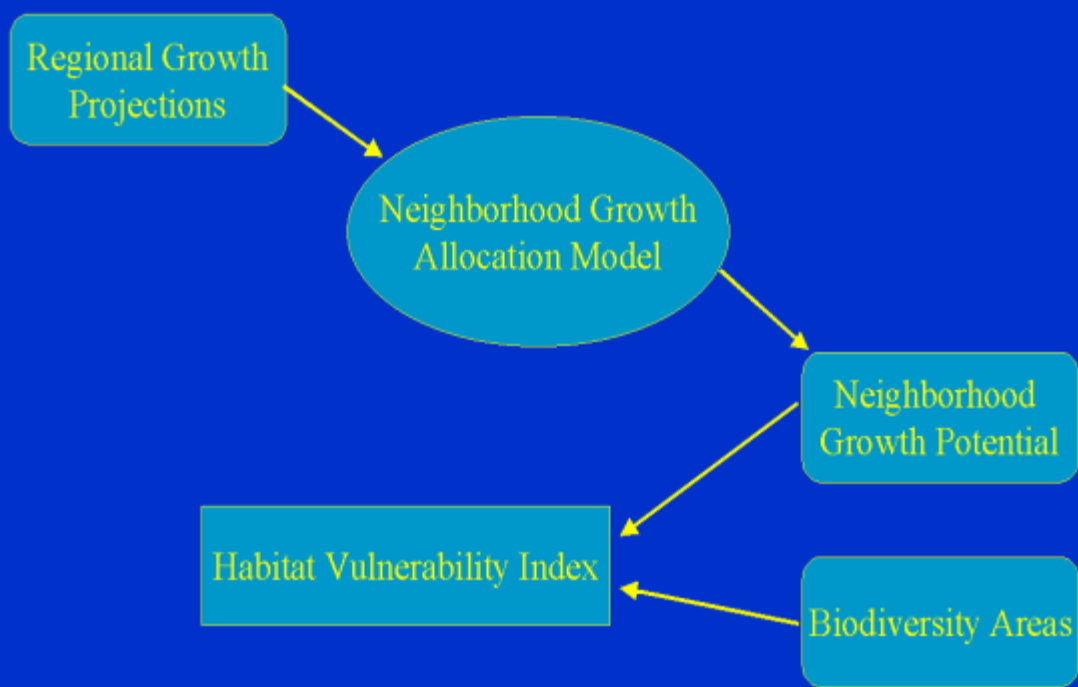 Regional Growth
Projections
Neighborhood Growth
Allocation Model
Neighborhood
Growth Potential
Habitat Vulnerability Index
Biodiversity Areas